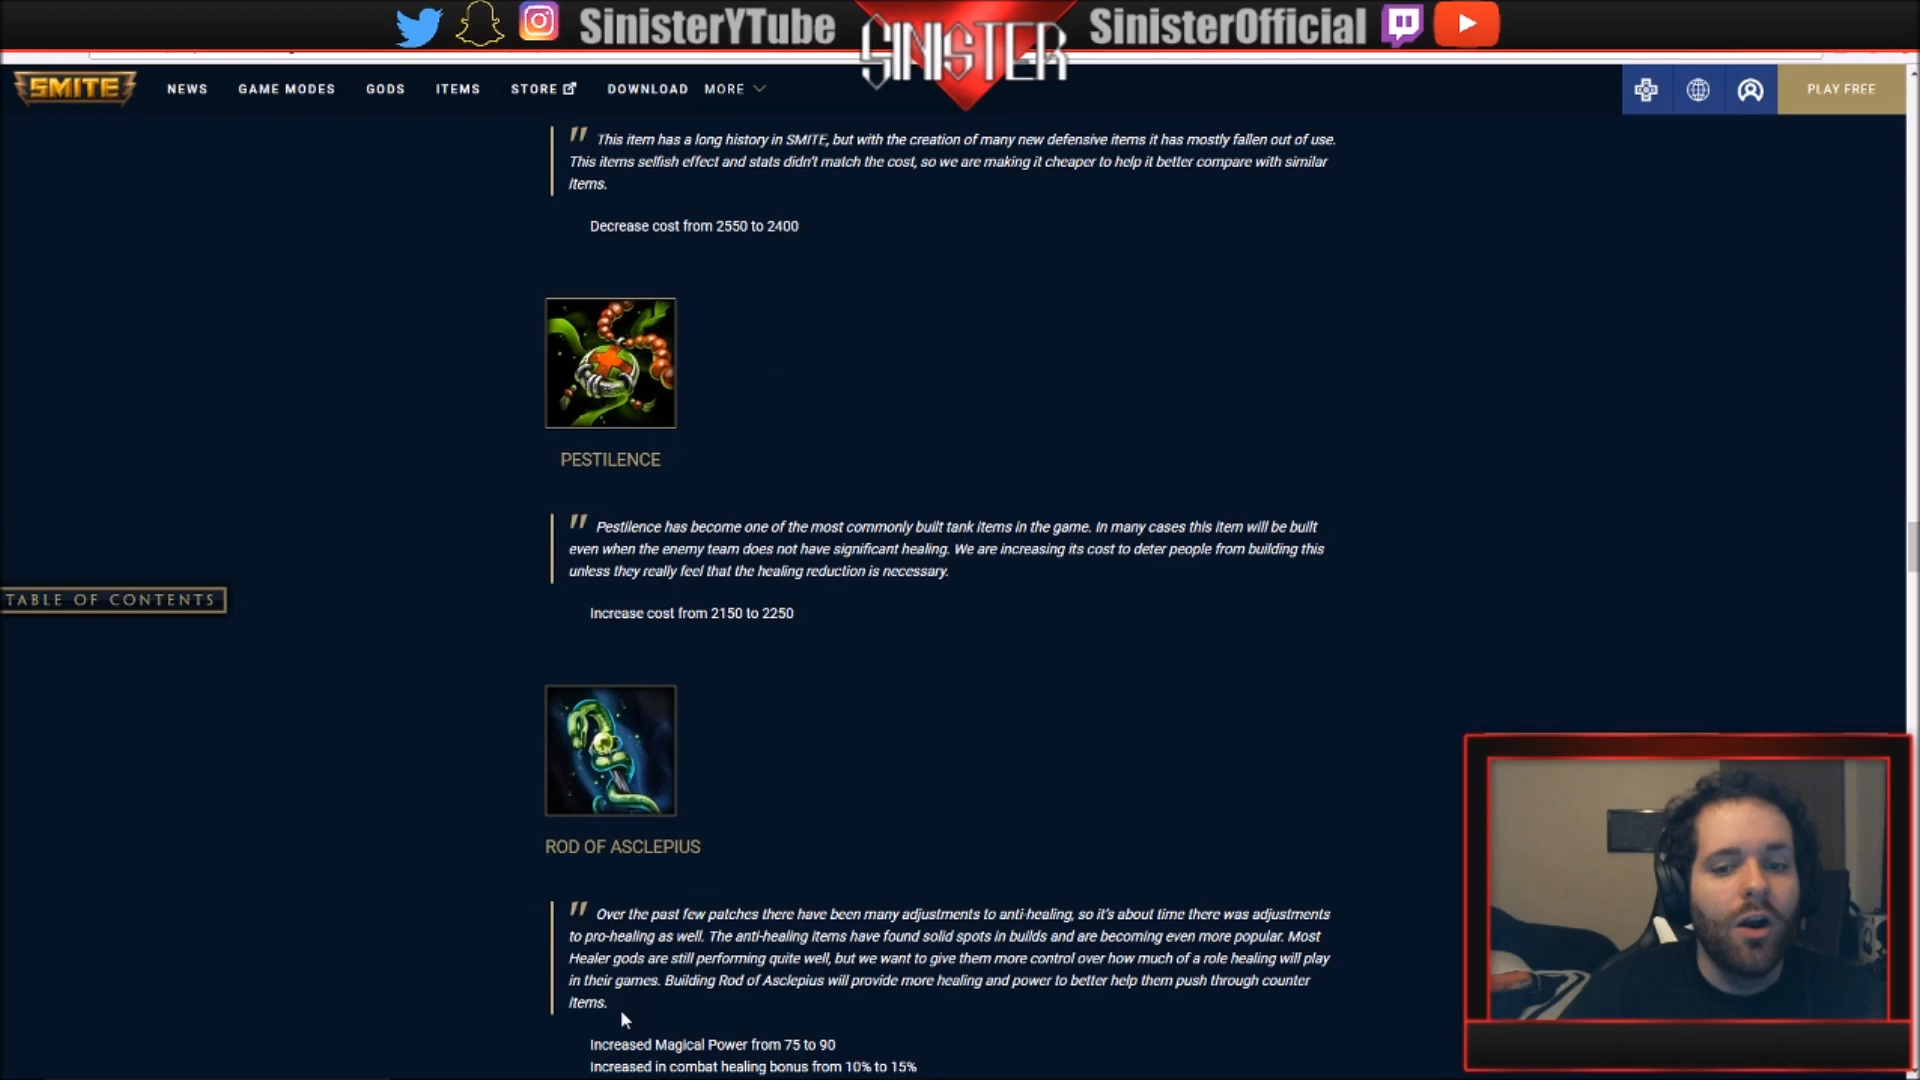 SinisterYTube
SINISTER
SinisterOfficial
SMITE
NEWS
GAME MODES
GODS
ITEMS
STORE
DOWNLOAD
MORE
PLAY FREE
" This item has a long history in SMITE, but with the creation of many new defensive items it has mostly fallen out of use.
This items selfish effect and stats didn't match the cost, so we are making it cheaper to help it better compare with similar
items.
Decrease cost from 2550 to 2400
PESTILENCE
" Pestilence has become one of the most commonly built tank items in the game. In many cases this item will be built
even when the enemy team does not have significant healing. We are increasing its cost to deter people from building this
unless they really feel that the healing reduction is necessary.
TABLE OF CONTENTS
Increase cost from 2150 to 2250
ROD OF ASCLEPIUS
" Over the past few patches there have been many adjustments to anti-healing, so it's about time there was adjustments
to pro-healing as well. The anti-healing items have found solid spots in builds and are becoming even more popular. Most
Healer gods are still performing quite well, but we want to give them more control over how much of a role healing will play
in their games. Building Rod of Asclepius will provide more healing and power to better help them push through counter
items.
Increased Magical Power from 75 to 90
Increased in combat healing bonus from 10% to 15%